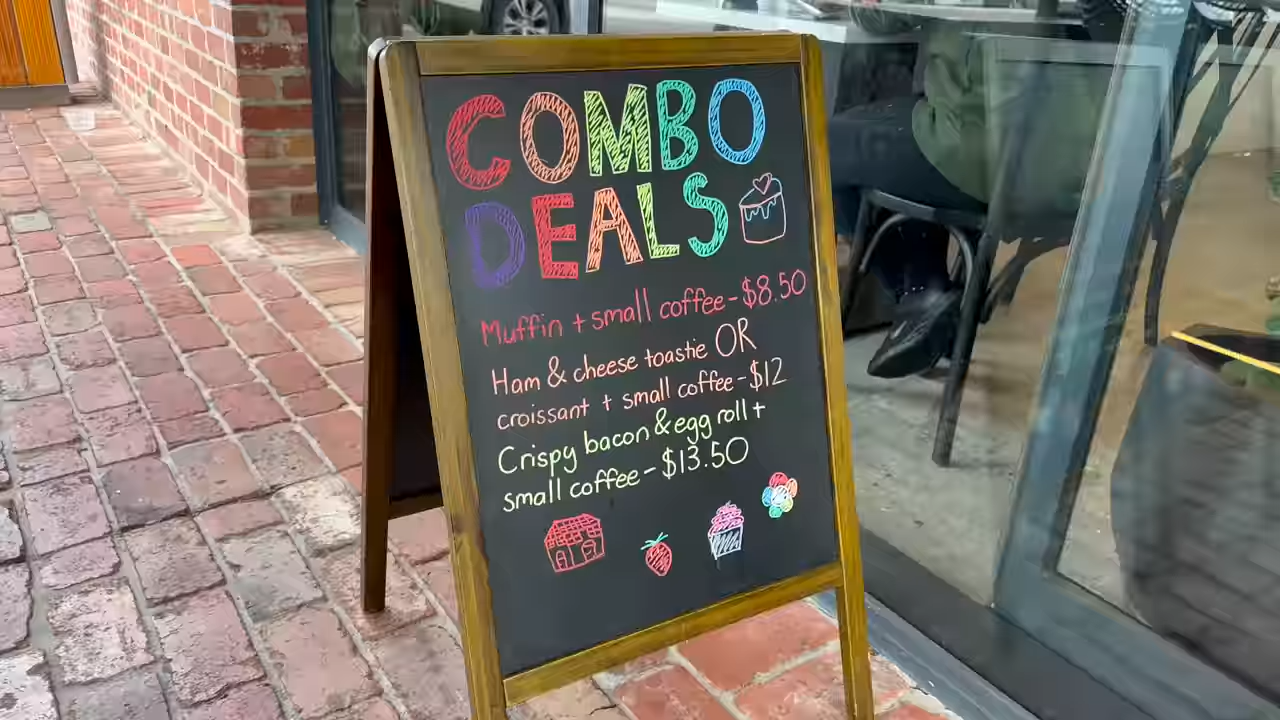 COMBO
DEALS
Muffin + small coffee - $8.50
Ham & cheese toastie OR
croissant + small coffee - $12
Crispy bacon & egg roll +
small coffee - $13.50